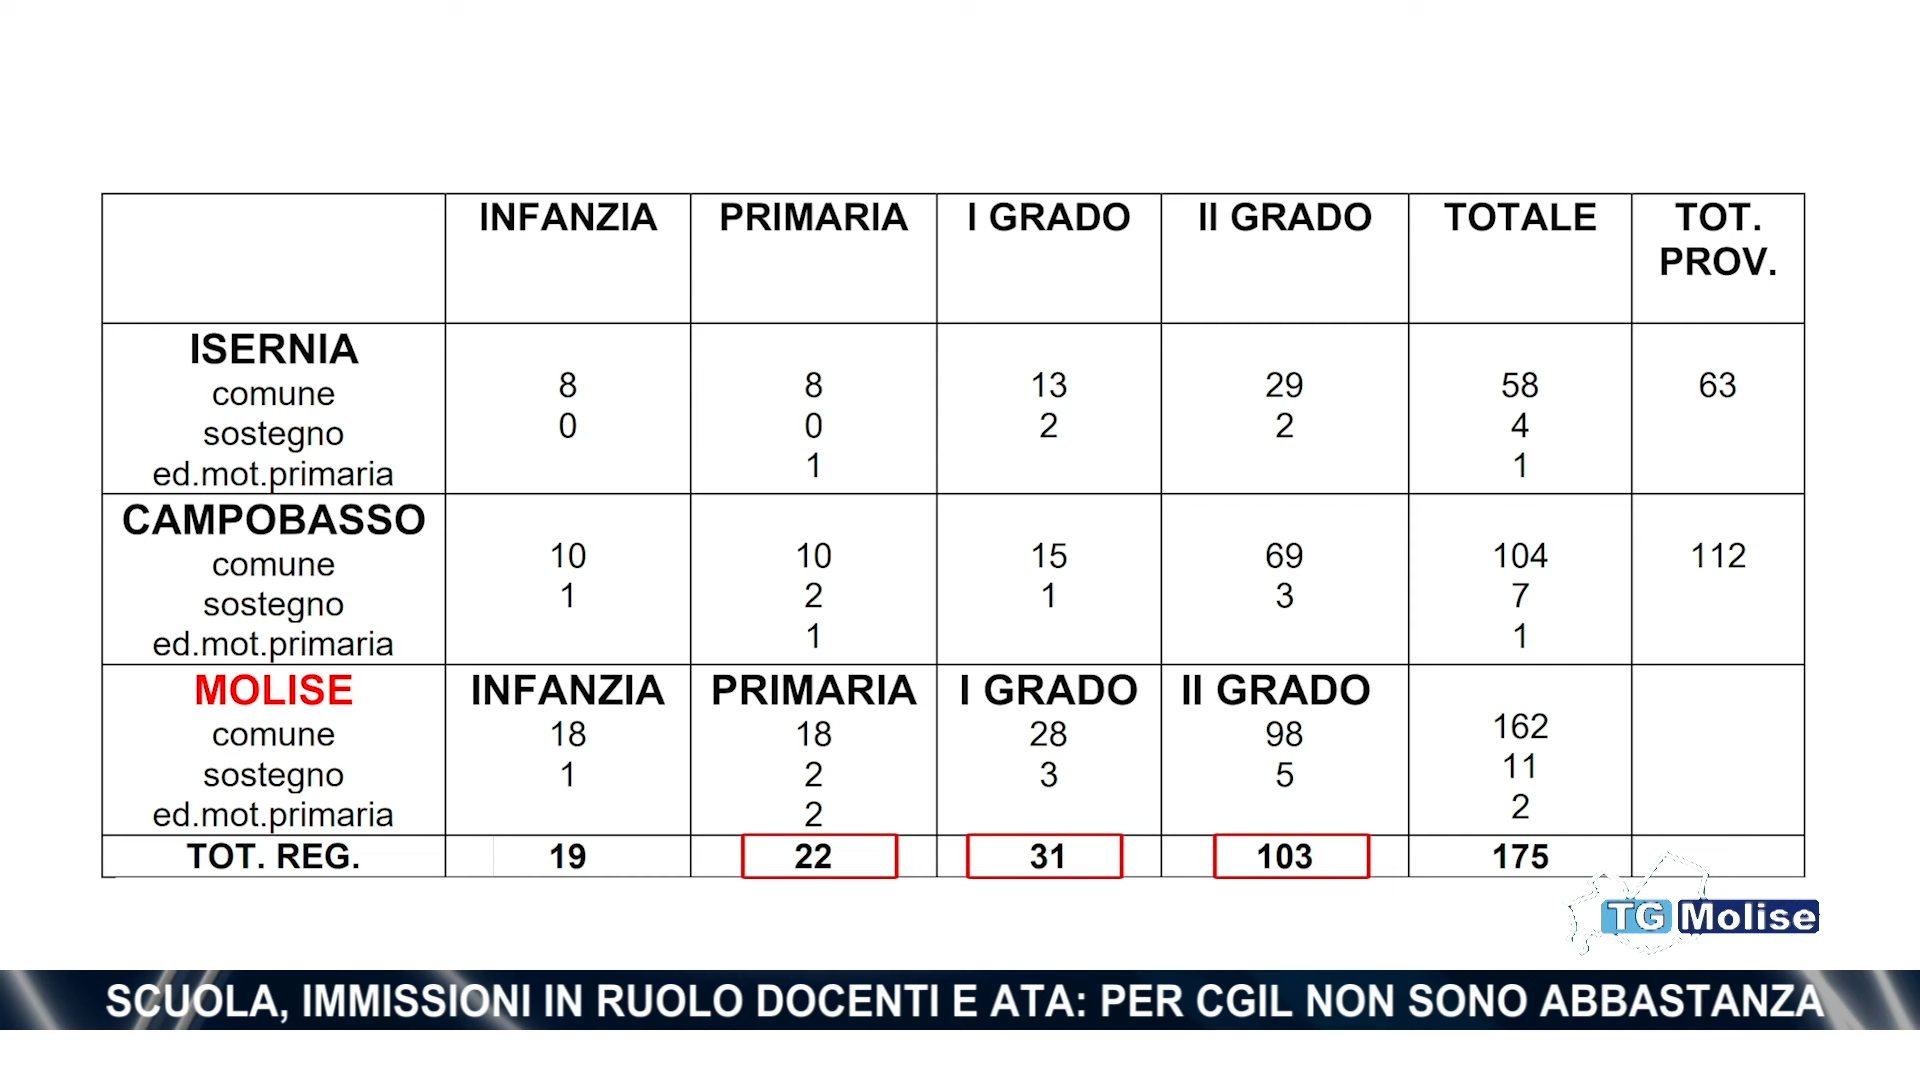 INFANZIA PRIMARIA I GRADO II GRADO TOTALE TOT. PROV.
ISERNIA
comune 8 8 13 29 58 63
sostegno 0 0 2 2 4
ed.mot.primaria 1 1
CAMPOBASSO
comune 10 10 15 69 104 112
sostegno 1 2 1 3 7
ed.mot.primaria 1 1
MOLISE INFANZIA PRIMARIA I GRADO II GRADO
comune 18 18 28 98 162
sostegno 1 2 3 5 11
ed.mot.primaria 2 2
TOT. REG. 19 22 31 103 175
TG Molise
SCUOLA, IMMISSIONI IN RUOLO DOCENTI E ATA: PER CGIL NON SONO ABBASTANZA